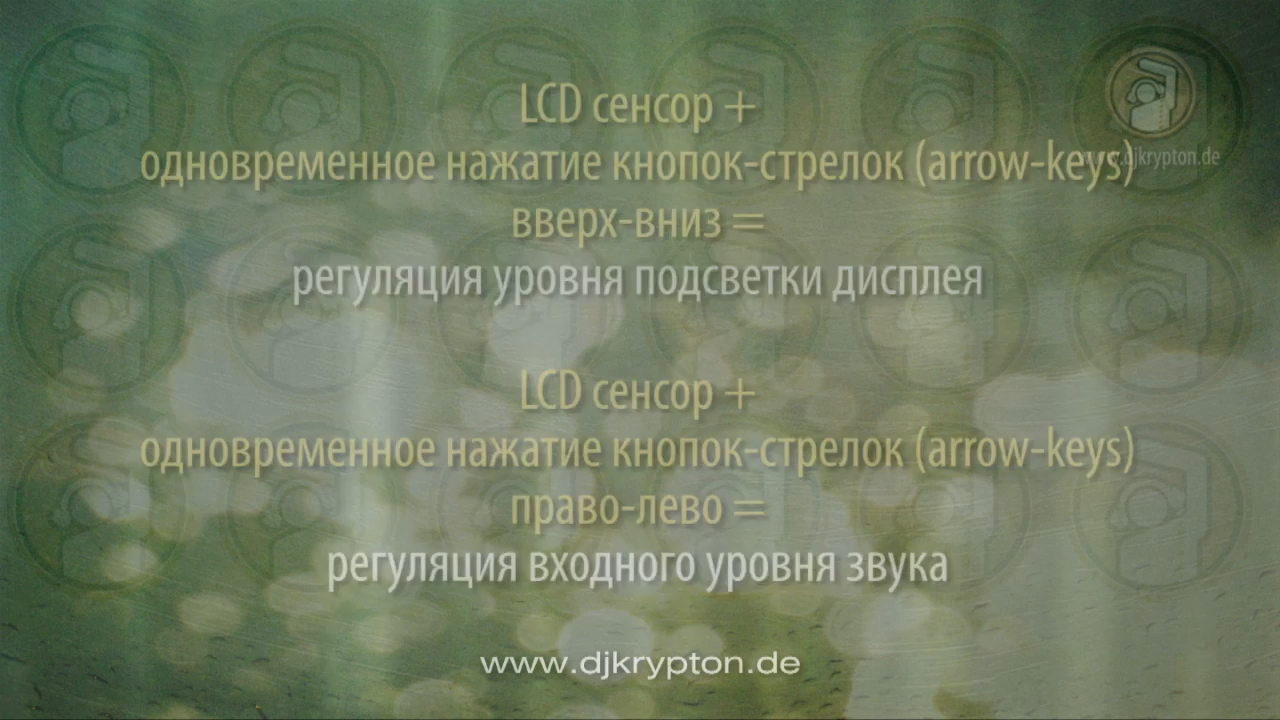 LCD сенсор +
одновременное нажатие кнопок-стрелок (arrow-keys)
www.djkrypton.de
вверх-вниз =
регуляция уровня подсветки дисплея
LCD сенсор +
одновременное нажатие кнопок-стрелок (arrow-keys)
право-лево =
регуляция входного уровня звука
www.djkrypton.de